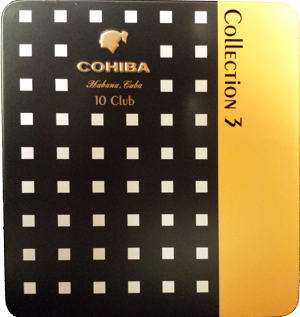 COHIBA
Habana, Cuba
10 Club
COLLECTION 3